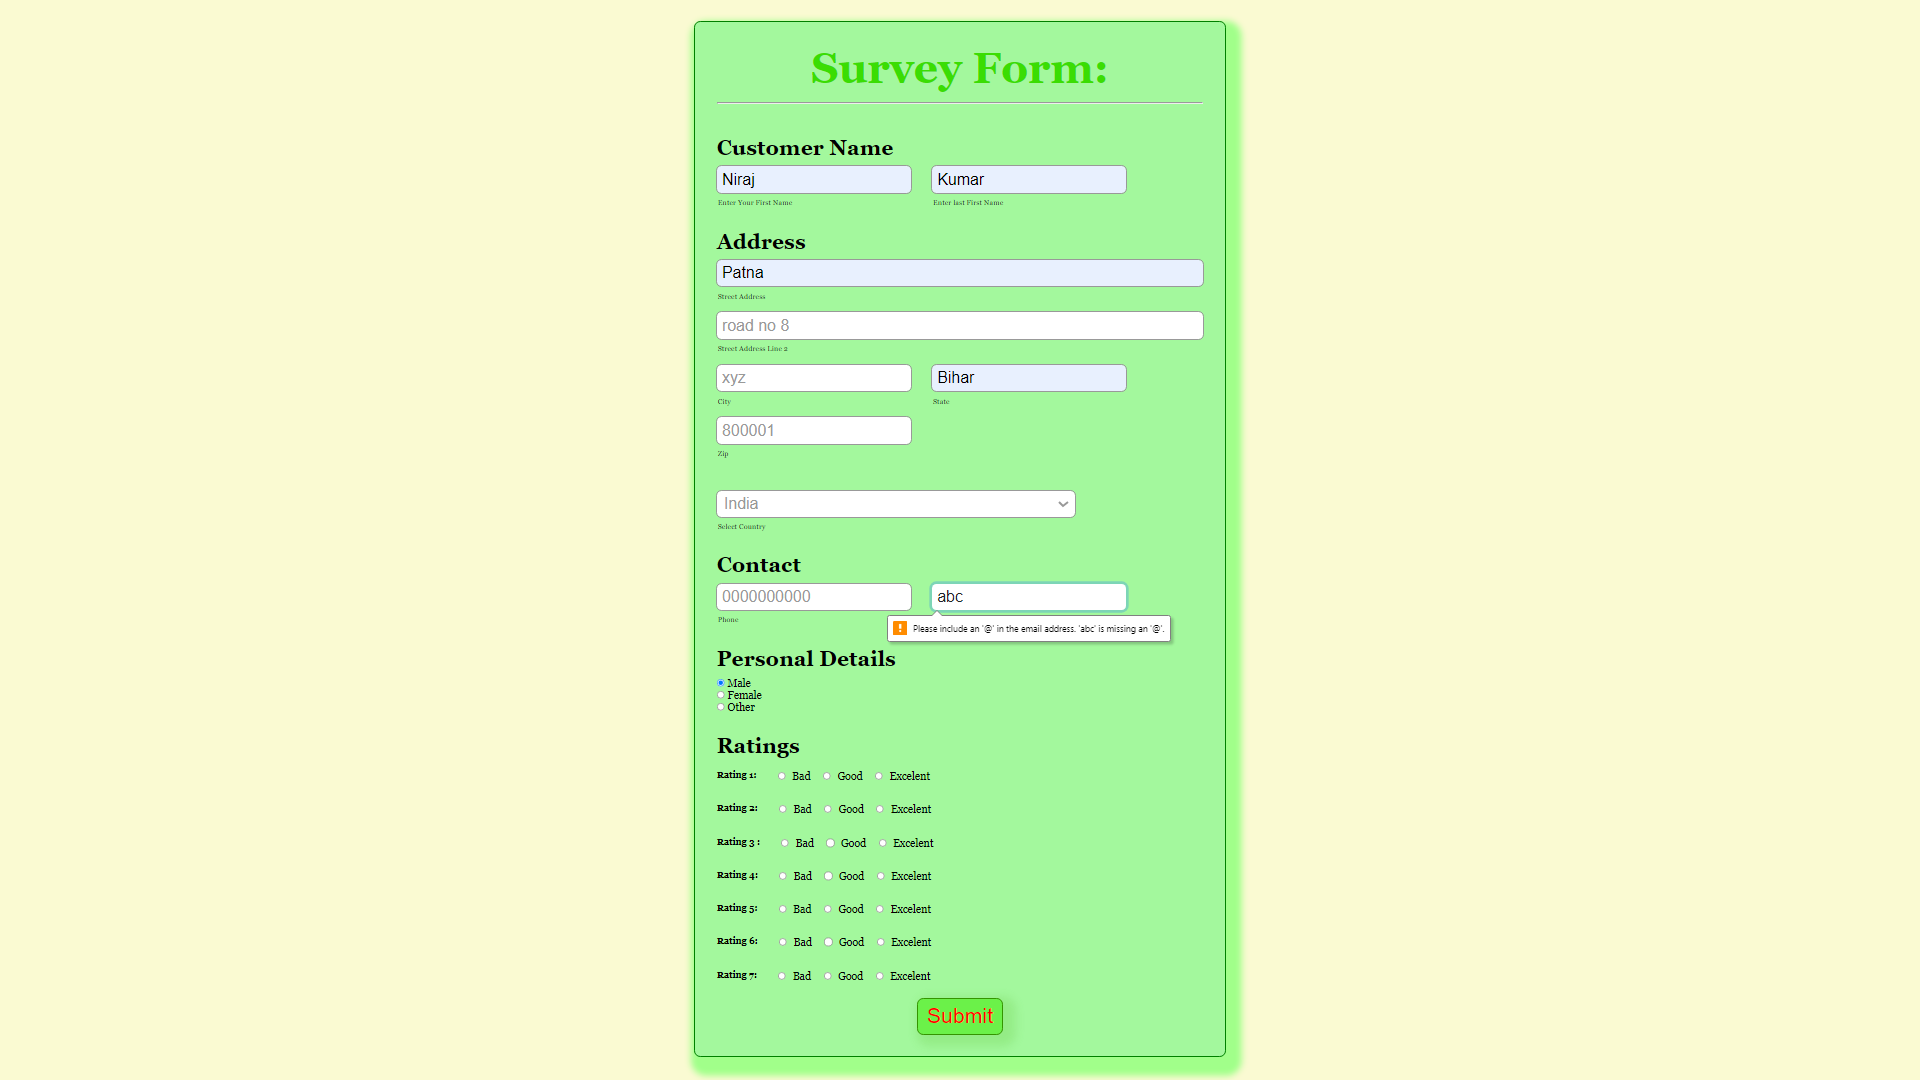 Survey Form:
Customer Name
Niraj Kumar
Enter Your First Name Enter last First Name
Address
Patna
Street Address
road no 8
Street Address Line 2
xyz Bihar
City State
800001
Zip
India
Select Country
Contact
0000000000 abc
Phone
Please include an '@' in the email address. 'abc' is missing an '@'.
Personal Details
Male
Female
Other
Ratings
Rating 1: Bad Good Excelent
Rating 2: Bad Good Excelent
Rating 3 : Bad Good Excelent
Rating 4: Bad Good Excelent
Rating 5: Bad Good Excelent
Rating 6: Bad Good Excelent
Rating 7: Bad Good Excelent
Submit